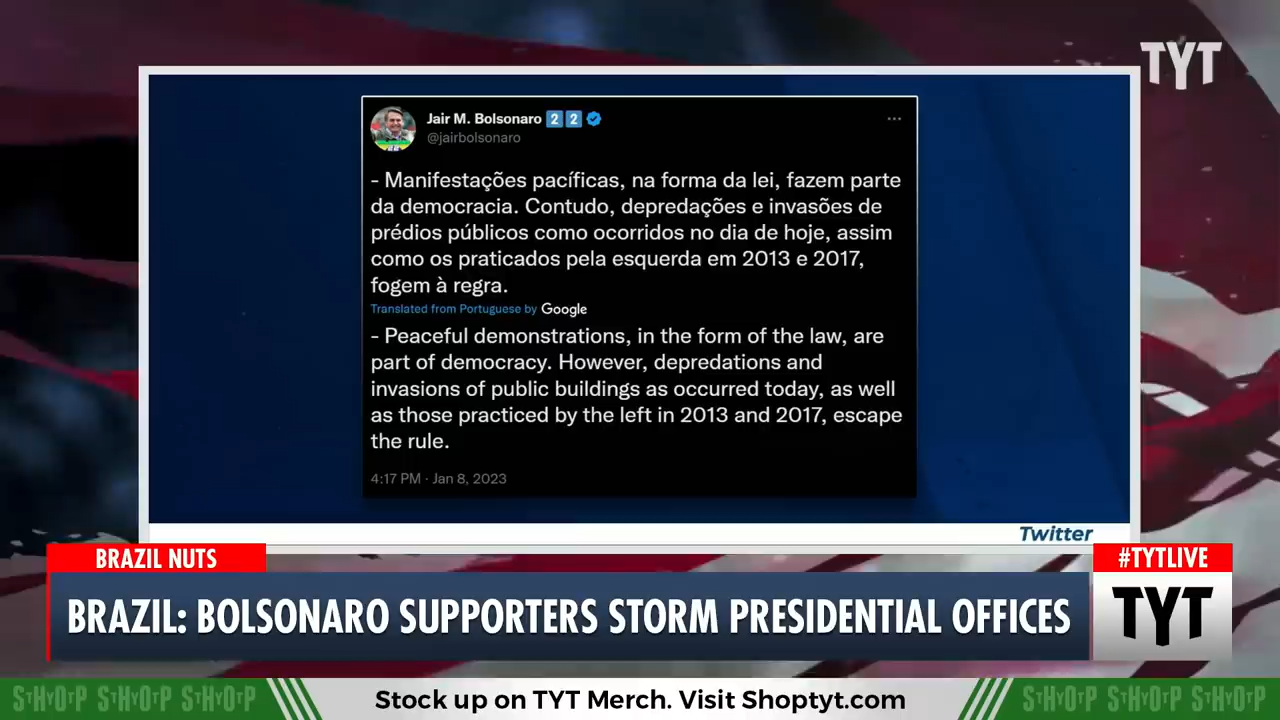 TYT
Jair M. Bolsonaro 2 2
@jairbolsonaro
- Manifestações pacíficas, na forma da lei, fazem parte
da democracia. Contudo, depredações e invasões de
prédios públicos como ocorridos no dia de hoje, assim
como os praticados pela esquerda em 2013 e 2017,
fogem à regra.
Translated from Portuguese by Google
- Peaceful demonstrations, in the form of the law, are
part of democracy. However, depredations and
invasions of public buildings as occurred today, as well
as those practiced by the left in 2013 and 2017, escape
the rule.
4:17 PM · Jan 8, 2023
Twitter
BRAZIL NUTS
#TYTLIVE
BRAZIL: BOLSONARO SUPPORTERS STORM PRESIDENTIAL OFFICES
TYT
Stock up on TYT Merch. Visit Shoptyt.com